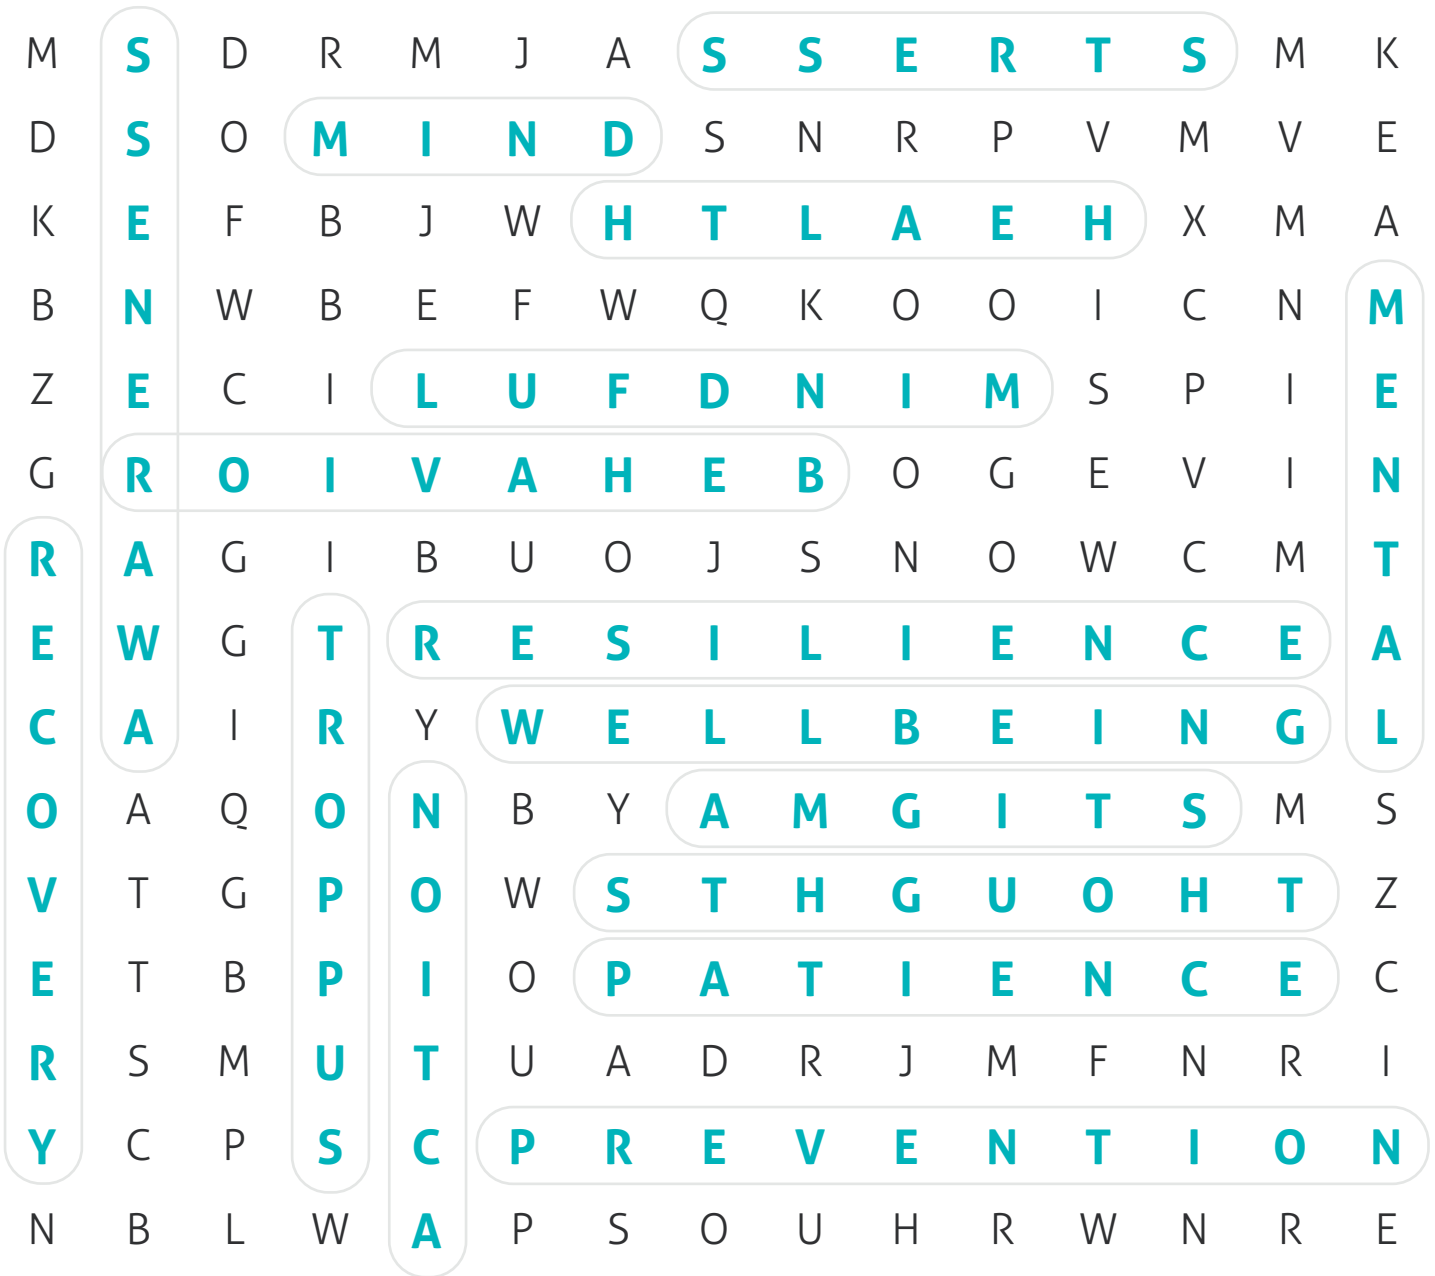 M S D R M J A S S E R T S M K
D S O M I N D S N R P V M V E
K E F B J W H T L A E H X M A
B N W B E F W Q K O O I C N M
Z E C I L U F D N I M S P I E
G R O I V A H E B O G E V I N
R A G I B U O J S N O W C M T
E W G T R E S I L I E N C E A
C A I R Y W E L L B E I N G L
O A Q O N B Y A M G I T S M S
V T G P O W S T H G U O H T Z
E T B P I O P A T I E N C E C
R S M U T U A D R J M F N R I
Y C P S C P R E V E N T I O N
N B L W A P S O U H R W N R E